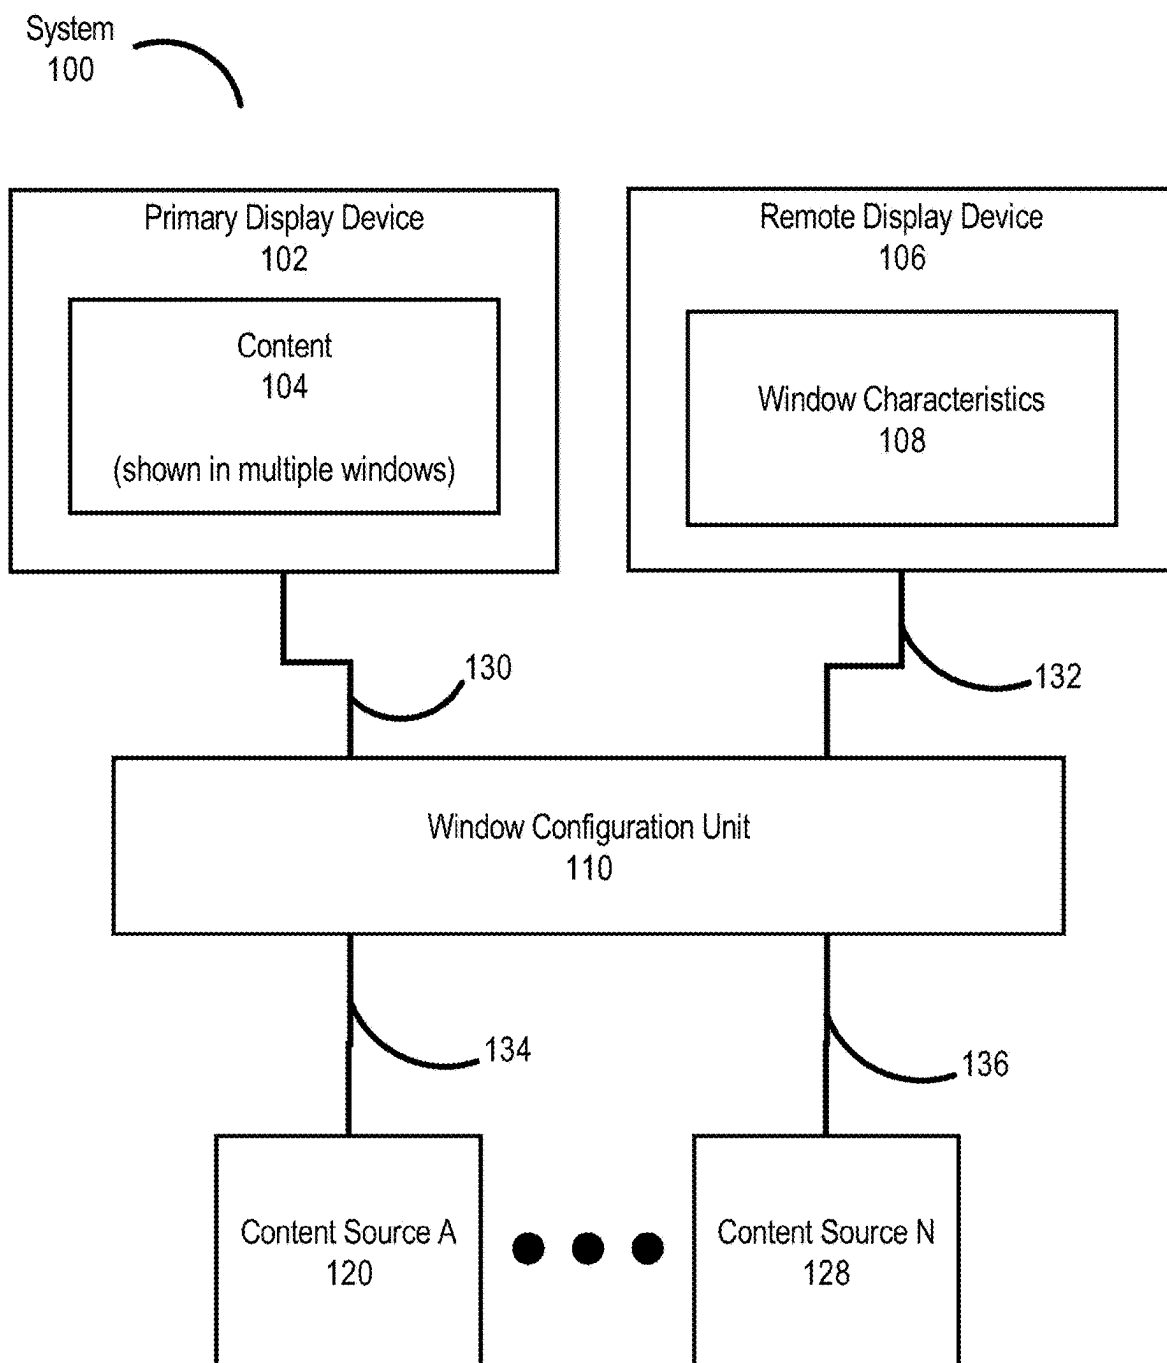 System
100
Primary Display Device
102
Content
104
(shown in multiple windows)
Remote Display Device
106
Window Characteristics
108
130
132
Window Configuration Unit
110
134
136
Content Source A
120
Content Source N
128